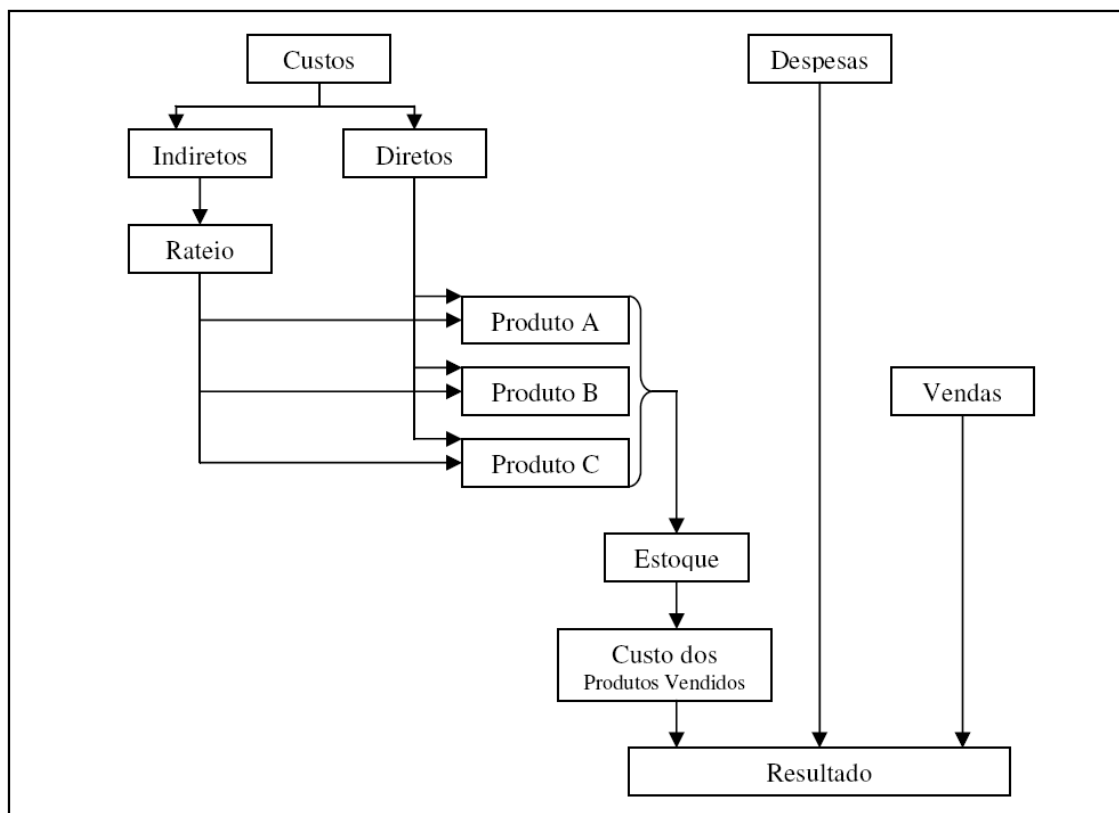 Custos
Despesas
Indiretos
Diretos
Rateio
Produto A
Produto B
Vendas
Produto C
Estoque
Custo dos
Produtos Vendidos
Resultado